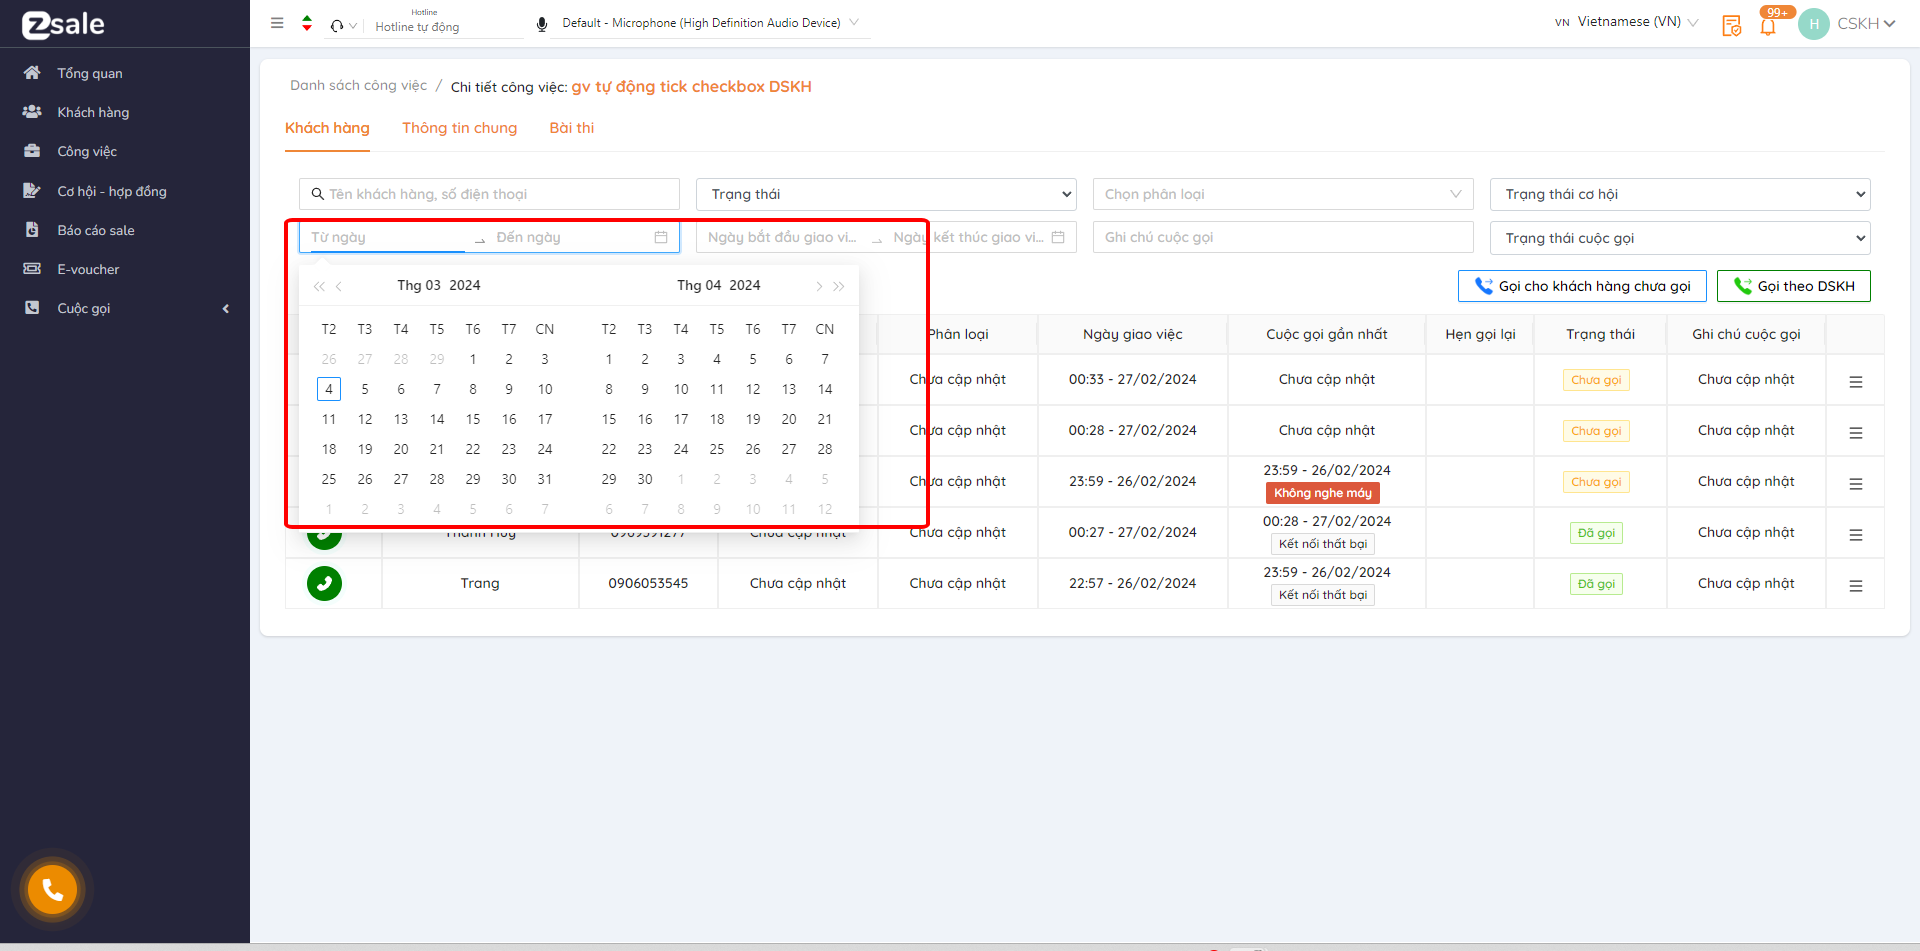 Zsale
Tổng quan
Khách hàng
Công việc
Cơ hội - hợp đồng
Báo cáo sale
E-voucher
Cuộc gọi
Hotline
Hotline tự động
Default - Microphone (High Definition Audio Device)
VN Vietnamese (VN)
99+
H CSKH
Danh sách công việc / Chi tiết công việc: gv tự động tick checkbox DSKH
Khách hàng Thông tin chung Bài thi
Tên khách hàng, số điện thoại Trạng thái Chọn phân loại Trạng thái cơ hội
Từ ngày Đến ngày Ngày bắt đầu giao vi... Ngày kết thúc giao vi... Ghi chú cuộc gọi Trạng thái cuộc gọi
Gọi cho khách hàng chưa gọi Gọi theo DSKH
Thg 03 2024 Thg 04 2024
T2 T3 T4 T5 T6 T7 CN T2 T3 T4 T5 T6 T7 CN
26 27 28 29 1 2 3 1 2 3 4 5 6 7
4 5 6 7 8 9 10 8 9 10 11 12 13 14
11 12 13 14 15 16 17 15 16 17 18 19 20 21
18 19 20 21 22 23 24 22 23 24 25 26 27 28
25 26 27 28 29 30 31 29 30 1 2 3 4 5
1 2 3 4 5 6 7 6 7 8 9 10 11 12
Phân loại Ngày giao việc Cuộc gọi gần nhất Hẹn gọi lại Trạng thái Ghi chú cuộc gọi
Chưa cập nhật 00:33 - 27/02/2024 Chưa cập nhật Chưa gọi Chưa cập nhật
Chưa cập nhật 00:28 - 27/02/2024 Chưa cập nhật Chưa gọi Chưa cập nhật
Chưa cập nhật 23:59 - 26/02/2024 23:59 - 26/02/2024 Không nghe máy Chưa gọi Chưa cập nhật
Chưa cập nhật Chưa cập nhật 00:27 - 27/02/2024 00:28 - 27/02/2024 Kết nối thất bại Đã gọi Chưa cập nhật
Trang 0906053545 Chưa cập nhật Chưa cập nhật 22:57 - 26/02/2024 23:59 - 26/02/2024 Kết nối thất bại Đã gọi Chưa cập nhật